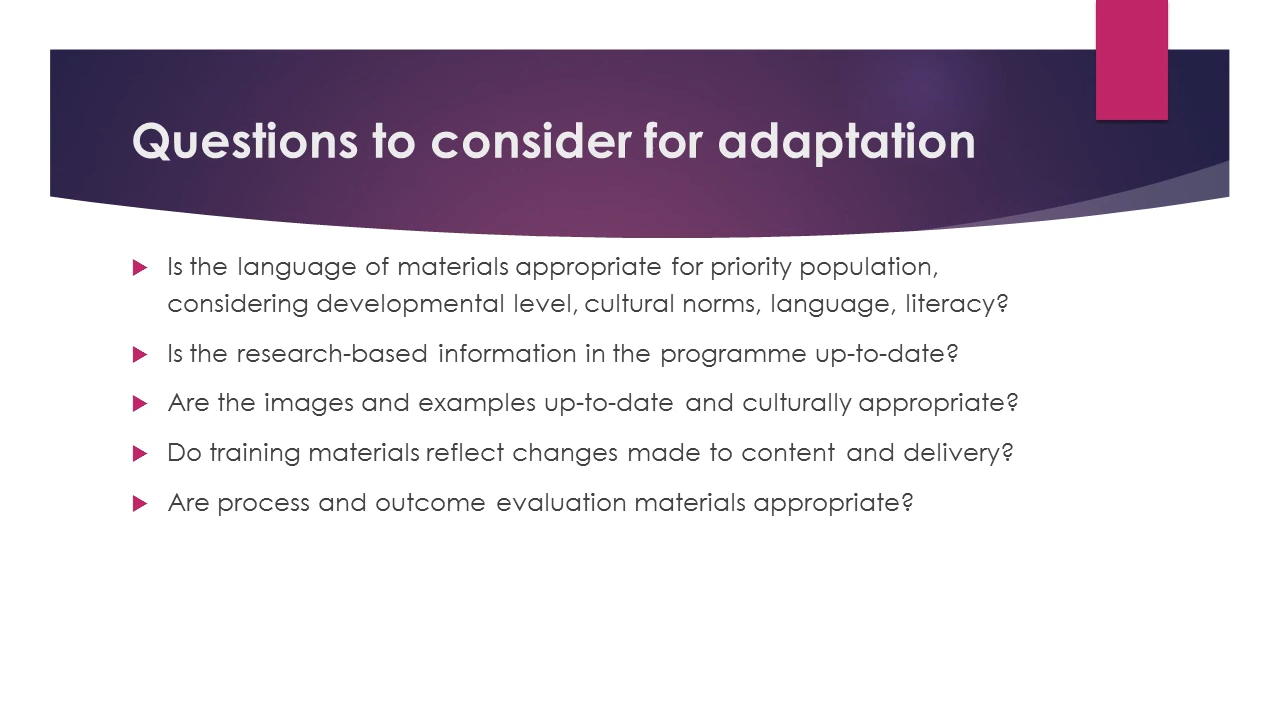 Questions to consider for adaptation
Is the language of materials appropriate for priority population,
considering developmental level, cultural norms, language, literacy?
Is the research-based information in the programme up-to-date?
Are the images and examples up-to-date and culturally appropriate?
Do training materials reflect changes made to content and delivery?
Are process and outcome evaluation materials appropriate?